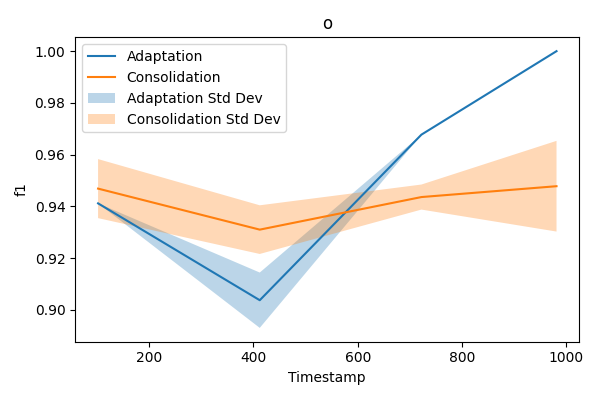 o
1.00
0.98
0.96
0.94
0.92
0.90
f1
Adaptation
Consolidation
Adaptation Std Dev
Consolidation Std Dev
200
400
600
800
1000
Timestamp